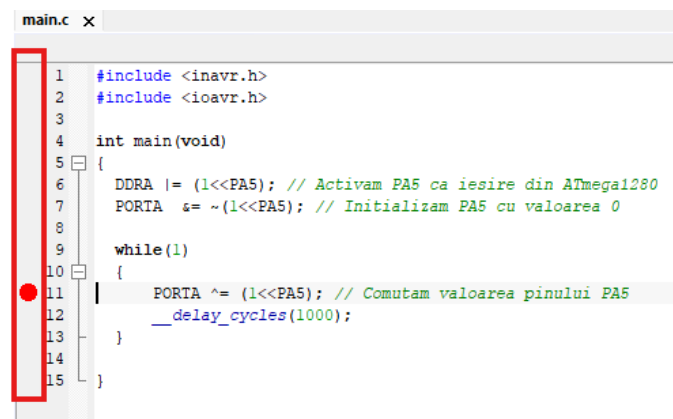 main.c x
1 #include <inavr.h>
2 #include <ioavr.h>
3
4 int main(void)
5 {
6 DDRA |= (1<<PA5); // Activam PA5 ca iesire din ATmega1280
7 PORTA &= ~(1<<PA5); // Initializam PA5 cu valoarea 0
8
9 while(1)
10 {
11 PORTA ^= (1<<PA5); // Comutam valoarea pinului PA5
12 __delay_cycles(1000);
13 }
14
15 }